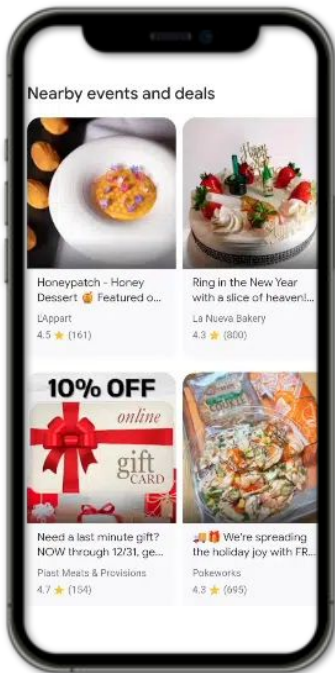 Nearby events and deals
Honeypatch - Honey
Dessert 🍯 Featured o...
L'Appart
4.5 ⭐ (161)
Ring in the New Year
with a slice of heaven!...
La Nueva Bakery
4.3 ⭐ (800)
10% OFF
online
gift
CARD
Need a last minute gift?
NOW through 12/31, ge...
Piast Meats & Provisions
4.7 ⭐ (154)
COOKIE
🚚🎁 We're spreading
the holiday joy with FR...
Pokeworks
4.3 ⭐ (695)